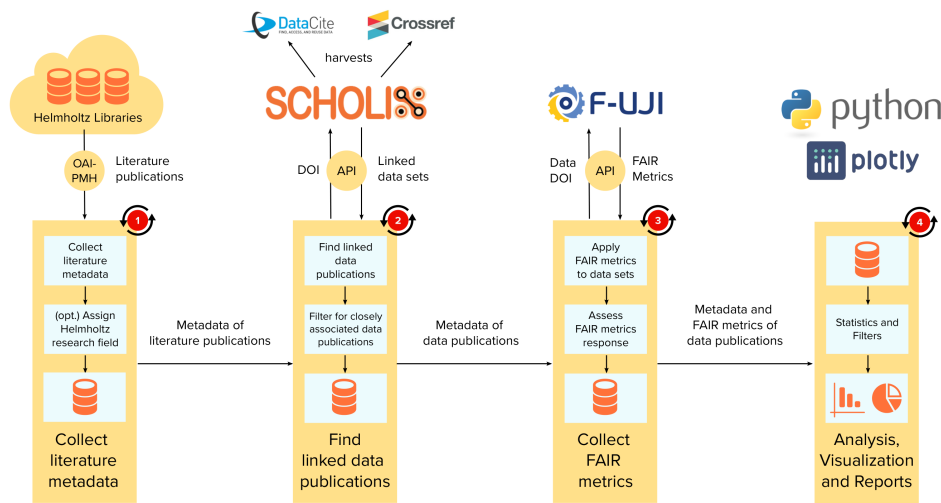 DataCite
FIND, ACCESS, AND REUSE DATA
Crossref
harvests
Helmholtz Libraries
SCHOLIX
F-UJI
python
plotly
OAI-
PMH
Literature
publications
DOI
API
Linked
data sets
Data
DOI
API
FAIR
Metrics
1
Collect
literature
metadata
(opt.) Assign
Helmholtz
research field
Collect
literature
metadata
Metadata of
literature publications
2
Find linked
data
publications
Filter for closely
associated data
publications
Find
linked data
publications
Metadata of
data publications
3
Apply
FAIR metrics
to data sets
Assess
FAIR metrics
response
Collect
FAIR
metrics
Metadata and
FAIR metrics of
data publications
4
Statistics and
Filters
Analysis,
Visualization
and Reports